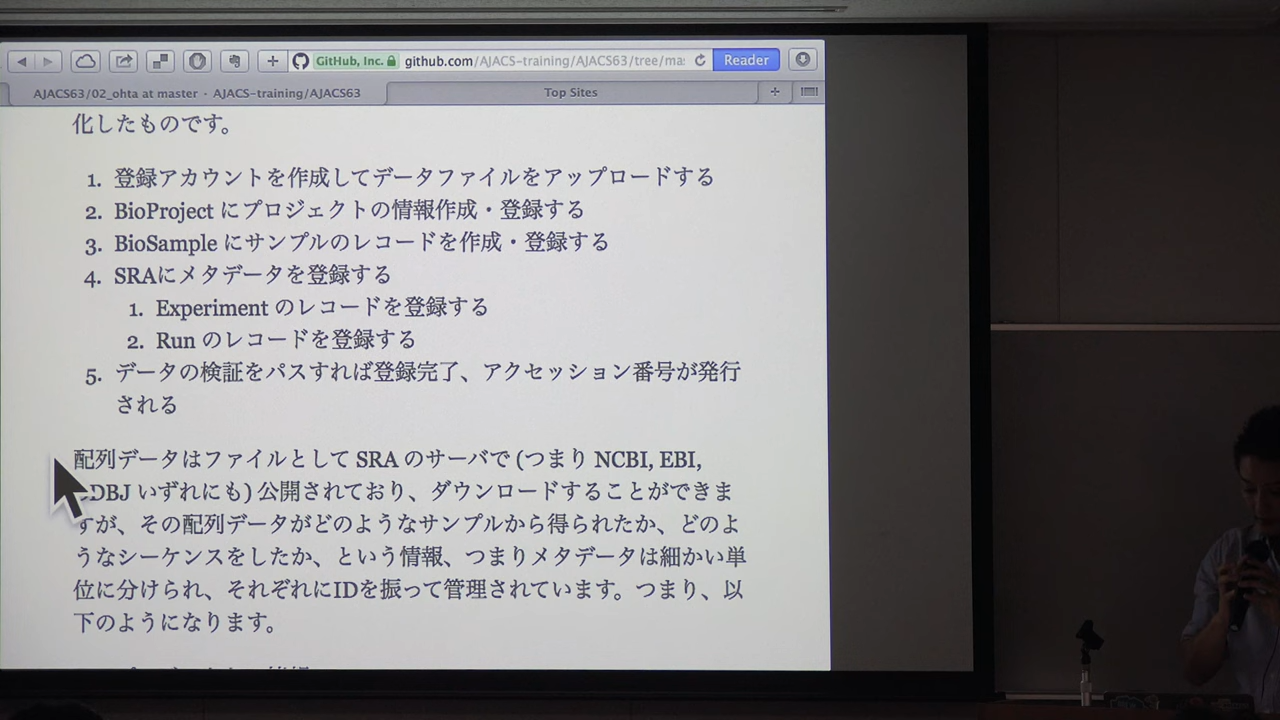 GitHub, Inc. github.com/AJACS-training/AJACS63/tree/mas Reader
AJACS63/02_ohta at master · AJACS-training/AJACS63
Top Sites
化したものです。
1. 登録アカウントを作成してデータファイルをアップロードする
2. BioProject にプロジェクトの情報作成・登録する
3. BioSample にサンプルのレコードを作成・登録する
4. SRAにメタデータを登録する
1. Experiment のレコードを登録する
2. Run のレコードを登録する
5. データの検証をパスすれば登録完了、アクセッション番号が発行
される
配列データはファイルとして SRA のサーバで (つまり NCBI, EBI,
DDBJ いずれにも) 公開されており、ダウンロードすることができま
すが、その配列データがどのようなサンプルから得られたか、どのよ
うなシーケンスをしたか、という情報、つまりメタデータは細かい単
位に分けられ、それぞれにIDを振って管理されています。つまり、以
下のようになります。